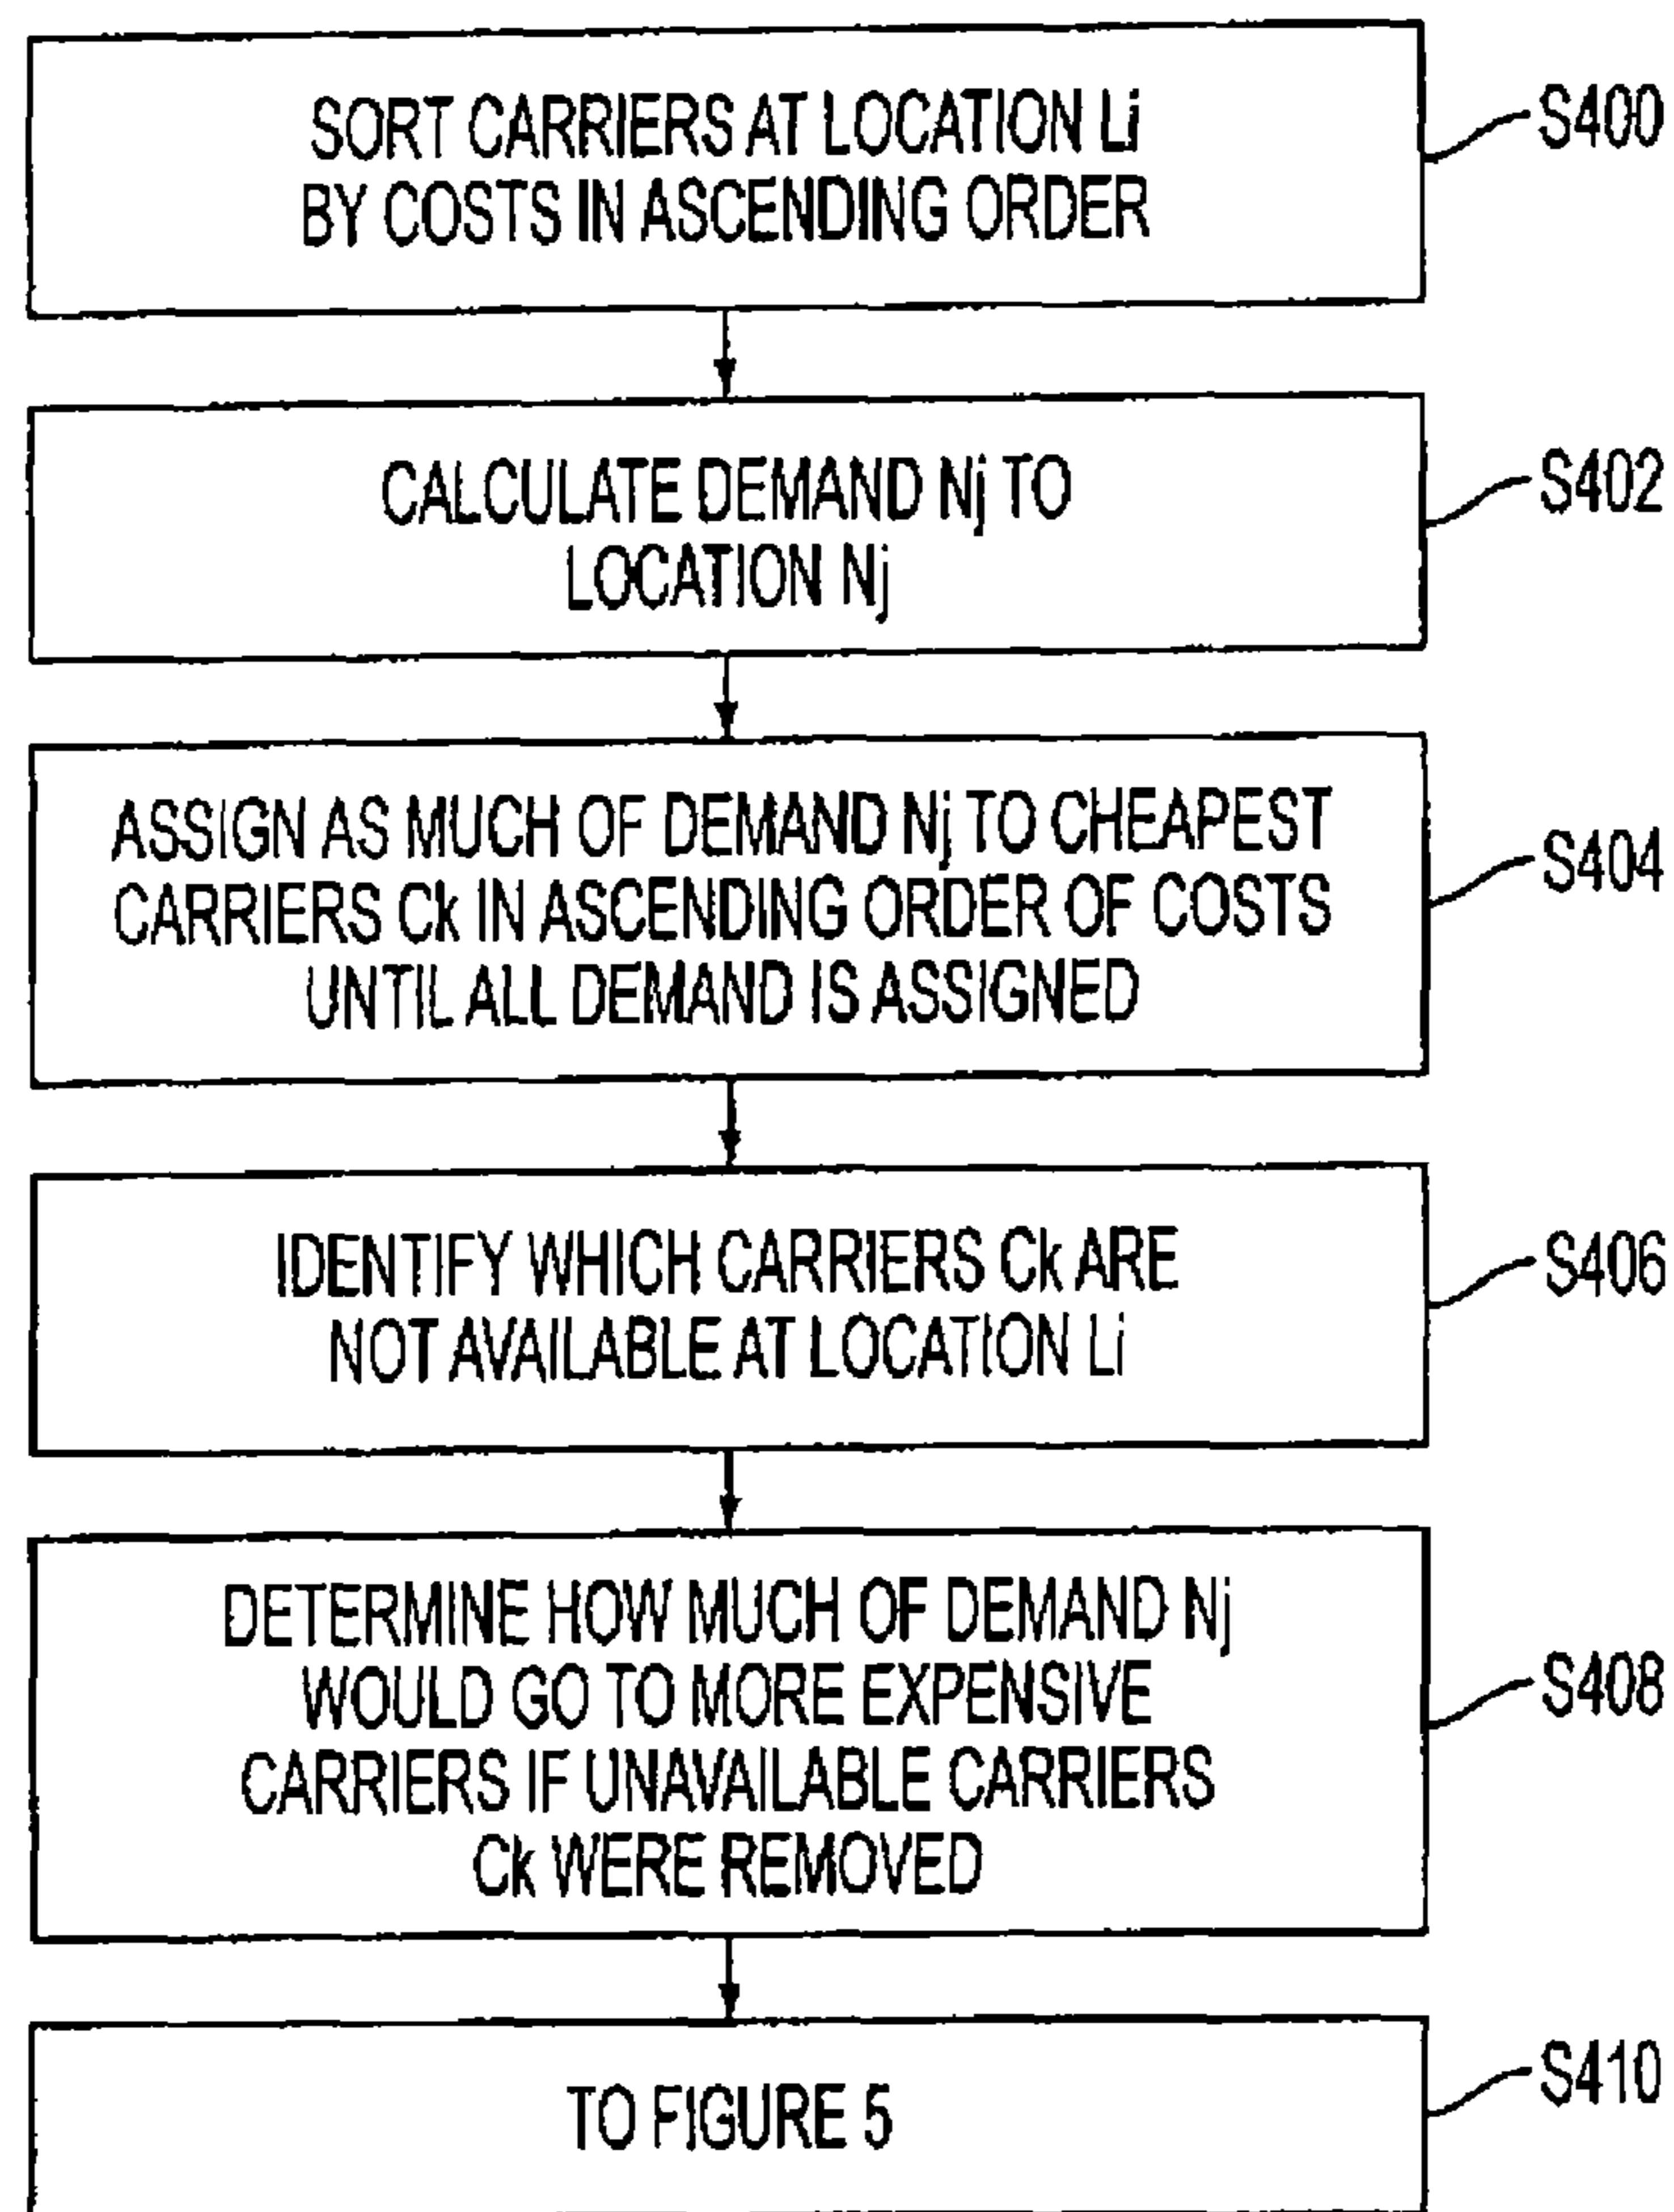 SORT CARRIERS AT LOCATION Li
BY COSTS IN ASCENDING ORDER
S400
CALCULATE DEMAND Nj TO
LOCATION Nj
S402
ASSIGN AS MUCH OF DEMAND Nj TO CHEAPEST
CARRIERS Ck IN ASCENDING ORDER OF COSTS
UNTIL ALL DEMAND IS ASSIGNED
S404
IDENTIFY WHICH CARRIERS Ck ARE
NOT AVAILABLE AT LOCATION Li
S406
DETERMINE HOW MUCH OF DEMAND Nj
WOULD GO TO MORE EXPENSIVE
CARRIERS IF UNAVAILABLE CARRIERS
Ck WERE REMOVED
S408
TO FIGURE 5
S410